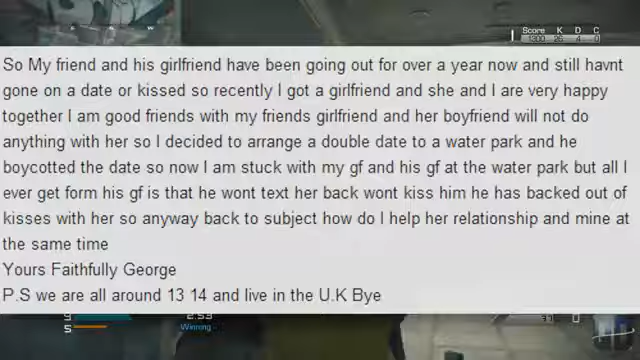 Score K D C
So My friend and his girlfriend have been going out for over a year now and still havnt
gone on a date or kissed so recently I got a girlfriend and she and I are very happy
together I am good friends with my friends girlfriend and her boyfriend will not do
anything with her so I decided to arrange a double date to a water park and he
boycotted the date so now I am stuck with my gf and his gf at the water park but all I
ever get form his gf is that he wont text her back wont kiss him he has backed out of
kisses with her so anyway back to subject how do I help her relationship and mine at
the same time
Yours Faithfully George
P.S we are all around 13 14 and live in the U.K Bye
Winning